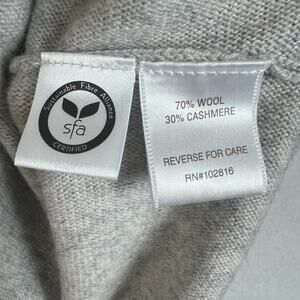 Sustainable Fibre Alliance
sfa
CERTIFIED
70% WOOL
30% CASHMERE
REVERSE FOR CARE
RN#102816